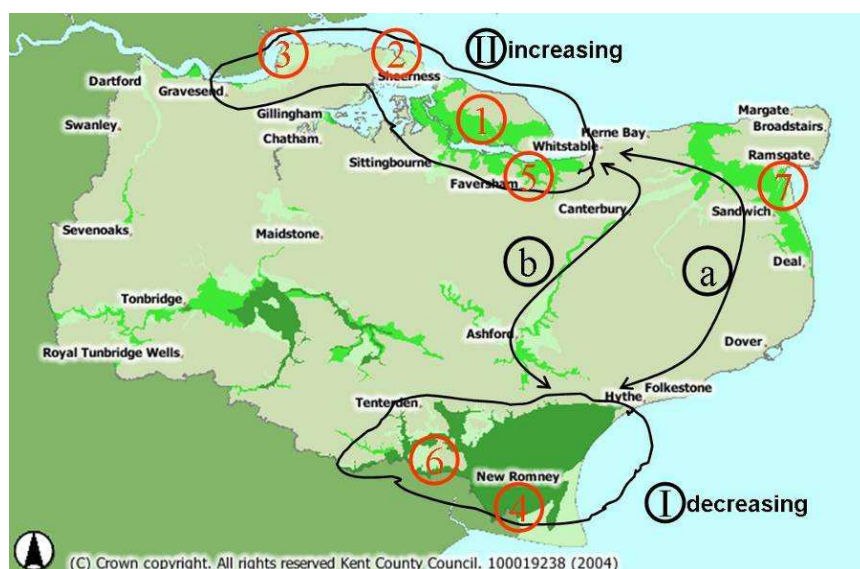 3
2
II increasing
Sheerness
Dartford
Gravesend
Margate
Broadstairs
Swanley
Gillingham
1
Herne Bay
Chatham
Whitstable
Ramsgate
Sittingbourne
5
7
Faversham
Canterbury
Sandwich
Sevenoaks
Maidstone
b
a
Deal
Tonbridge
Ashford
Dover
Royal Tunbridge Wells
Folkestone
Tenterden
Hythe
6
New Romney
4
I decreasing
(C) Crown copyright. All rights reserved Kent County Council. 100019238 (2004)